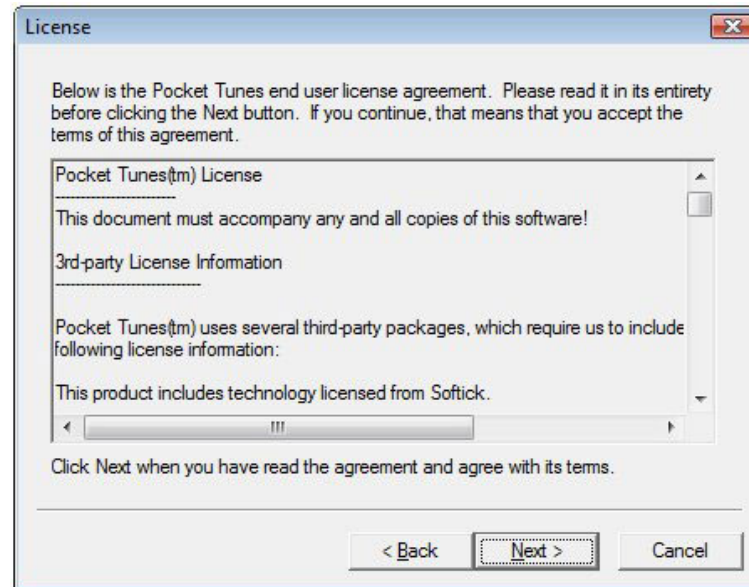 License
Below is the Pocket Tunes end user license agreement. Please read it in its entirety
before clicking the Next button. If you continue, that means that you accept the
terms of this agreement.
Pocket Tunes(tm) License
------------------------
This document must accompany any and all copies of this software!
3rd-party License Information
-----------------------------
Pocket Tunes(tm) uses several third-party packages, which require us to include
following license information:
This product includes technology licensed from Softick.
Click Next when you have read the agreement and agree with its terms.
< Back Next > Cancel